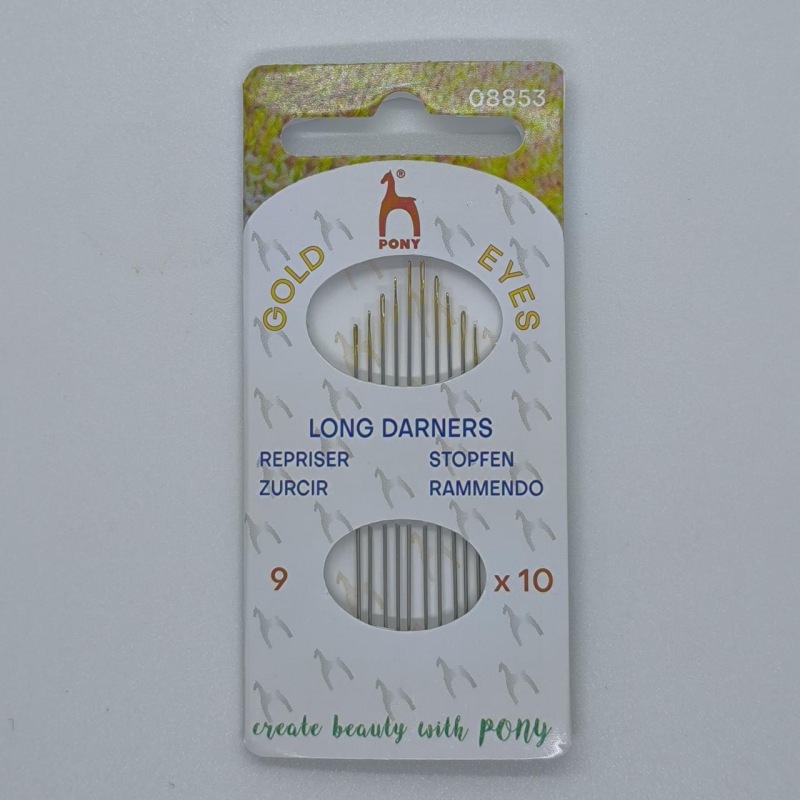 08853
®
PONY
GOLD EYES
LONG DARNERS
REPRISER STOPFEN
ZURCIR RAMMENDO
9 x 10
create beauty with PONY